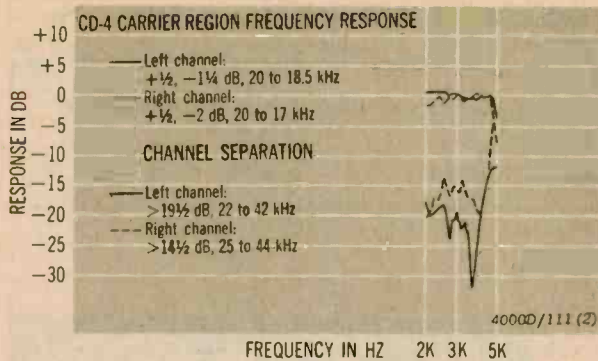 CD-4 CARRIER REGION FREQUENCY RESPONSE
+10
+5
0
−5
−10
−15
−20
−25
−30
RESPONSE IN DB
Left channel:
+½, −1¼ dB, 20 to 18.5 kHz
Right channel:
+½, −2 dB, 20 to 17 kHz
CHANNEL SEPARATION
Left channel:
>19½ dB, 22 to 42 kHz
Right channel:
>14½ dB, 25 to 44 kHz
4000D/111 (2)
FREQUENCY IN HZ 2K 3K 5K